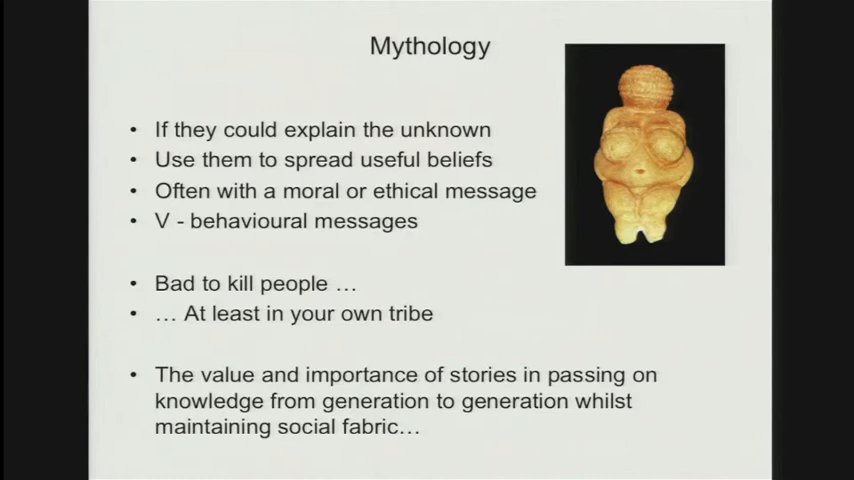 Mythology
• If they could explain the unknown
• Use them to spread useful beliefs
• Often with a moral or ethical message
• V - behavioural messages
• Bad to kill people …
• … At least in your own tribe
• The value and importance of stories in passing on
knowledge from generation to generation whilst
maintaining social fabric…